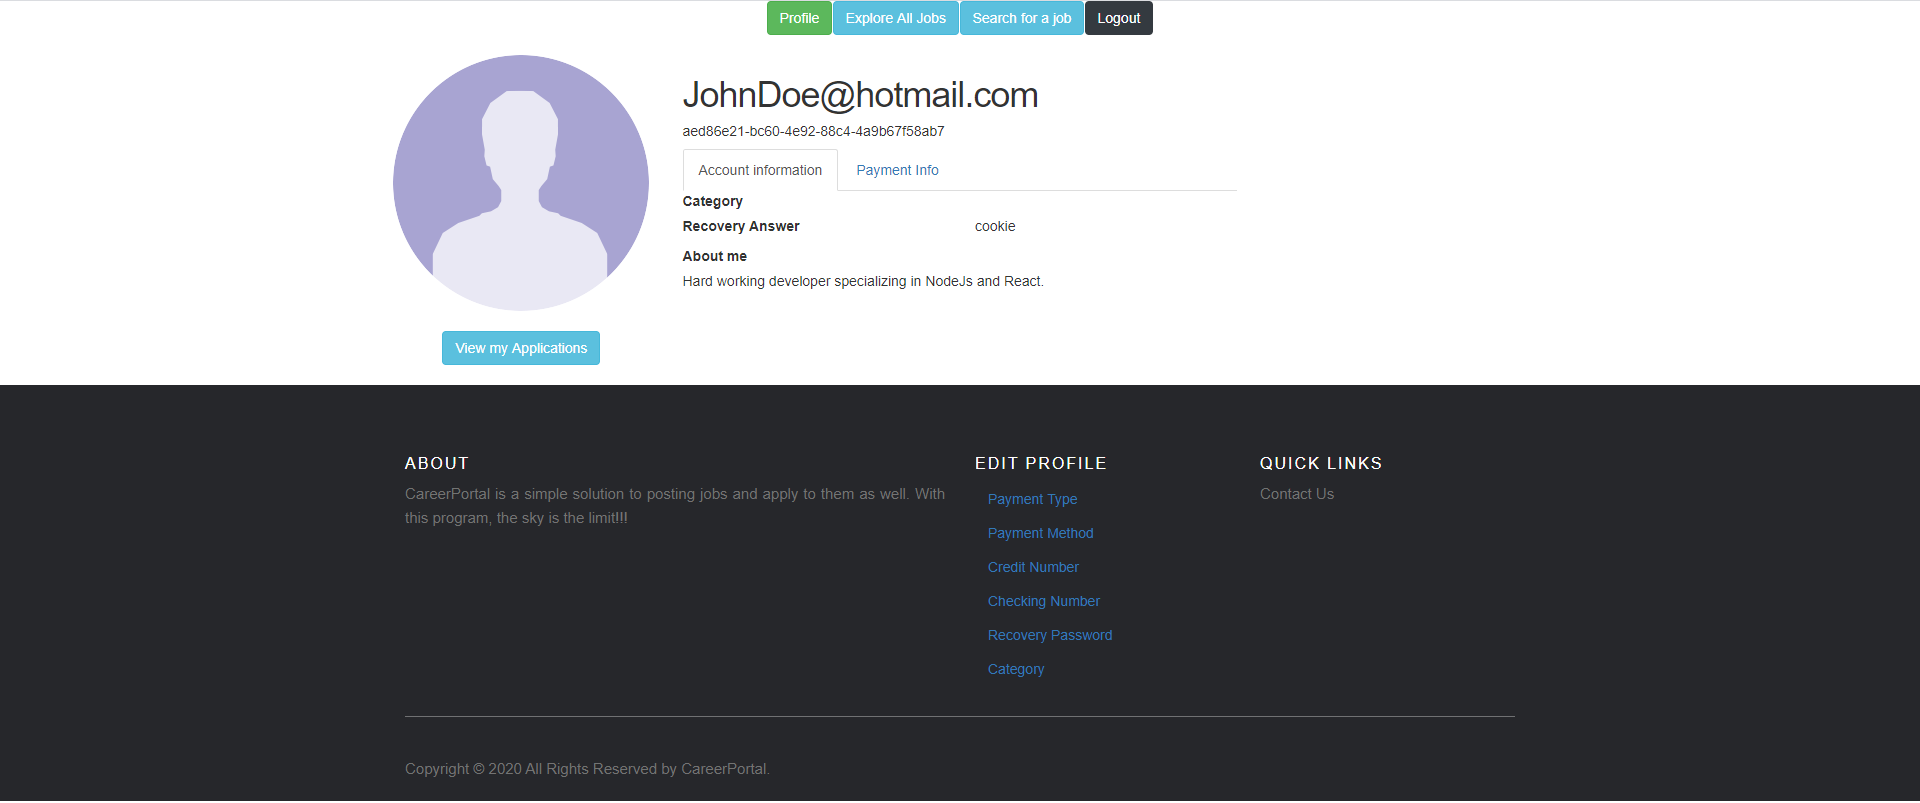 Profile Explore All Jobs Search for a job Logout
JohnDoe@hotmail.com
aed86e21-bc60-4e92-88c4-4a9b67f58ab7
Account information Payment Info
Category
Recovery Answer cookie
About me
Hard working developer specializing in NodeJs and React.
View my Applications
ABOUT
CareerPortal is a simple solution to posting jobs and apply to them as well. With
this program, the sky is the limit!!!
EDIT PROFILE
Payment Type
Payment Method
Credit Number
Checking Number
Recovery Password
Category
QUICK LINKS
Contact Us
Copyright © 2020 All Rights Reserved by CareerPortal.